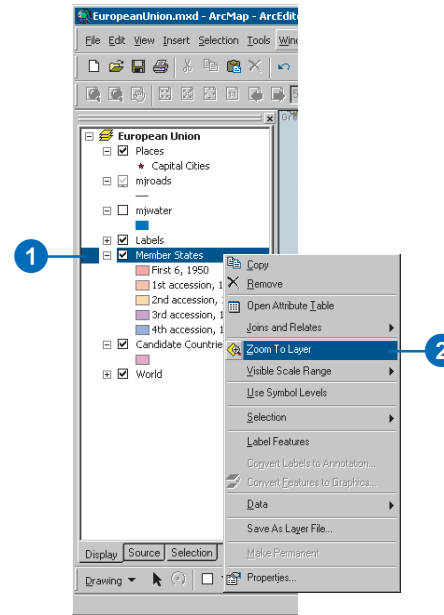 EuropeanUnion.mxd - ArcMap - ArcEdit
File Edit View Insert Selection Tools
European Union
Places
Capital Cities
mjroads
mjwater
Labels
1
Member States
First 6, 1950
1st accession, 1
2nd accession,
3rd accession, 1
4th accession, 1
Candidate Countrie
World
Copy
Remove
Open Attribute Table
Joins and Relates
Zoom To Layer
2
Visible Scale Range
Use Symbol Levels
Selection
Label Features
Convert Labels to Annotation...
Convert Features to Graphics...
Data
Save As Layer File...
Make Permanent
Properties...
Display Source Selection
Drawing